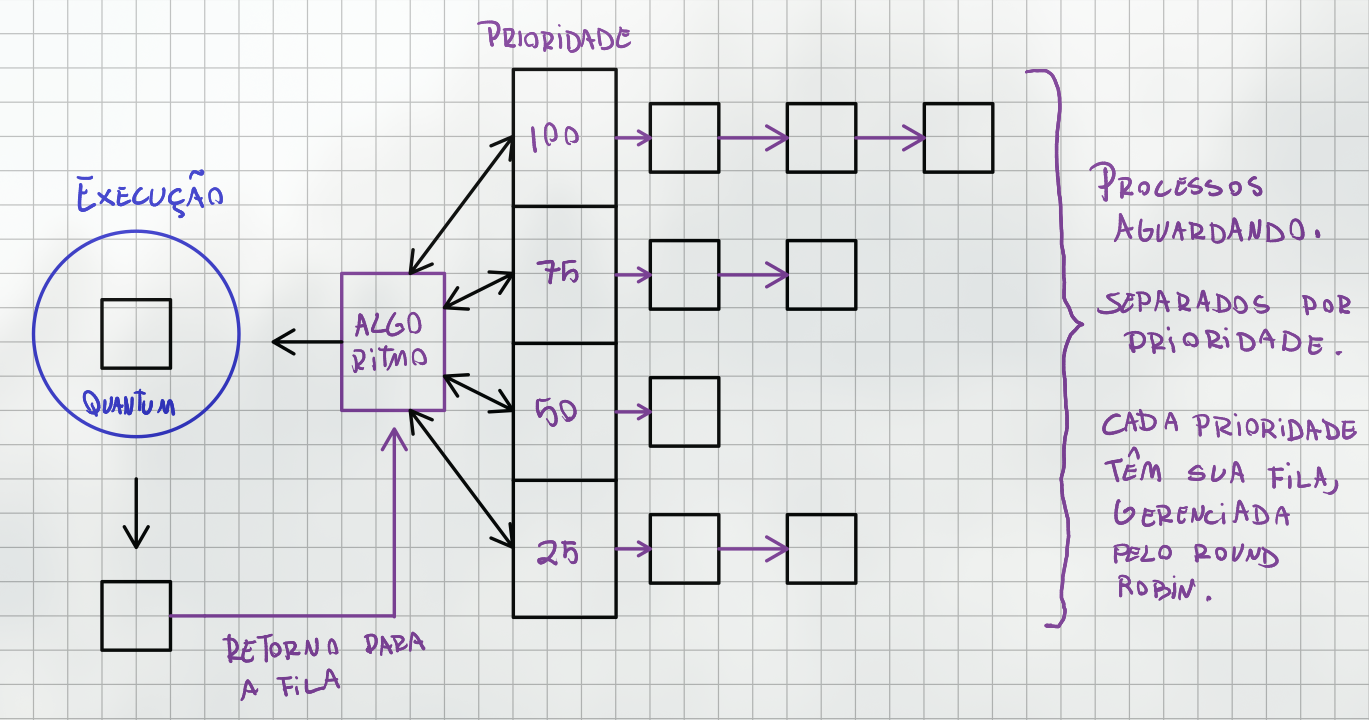 PRIORIDADE
100
75
50
25
EXECUÇÃO
QUANTUM
ALGO
RITMO
RETORNO PARA
A FILA
PROCESSOS
AGUARDANDO.
SEPARADOS POR
PRIORIDADE.
CADA PRIORIDADE
TÊM SUA FILA,
GERENCIADA
PELO ROUND
ROBIN.